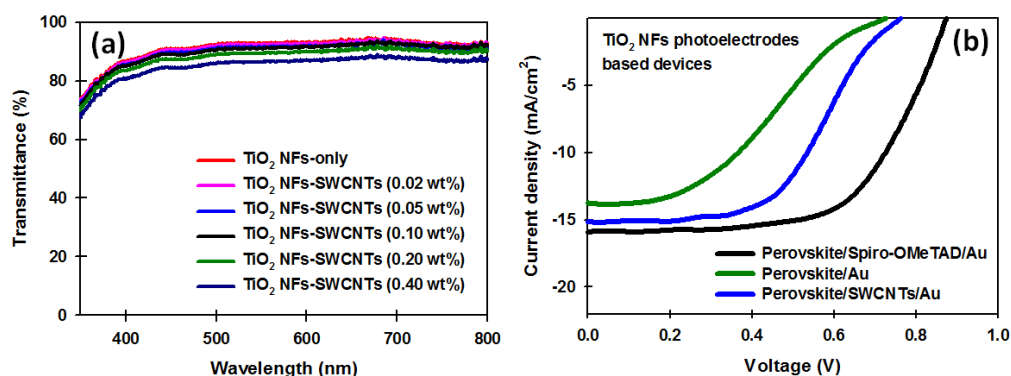 (a)
100
80
60
40
20
0
Transmittance (%)
TiO₂ NFs-only
TiO₂ NFs-SWCNTs (0.02 wt%)
TiO₂ NFs-SWCNTs (0.05 wt%)
TiO₂ NFs-SWCNTs (0.10 wt%)
TiO₂ NFs-SWCNTs (0.20 wt%)
TiO₂ NFs-SWCNTs (0.40 wt%)
400 500 600 700 800
Wavelength (nm)
(b)
TiO₂ NFs photoelectrodes
based devices
-5
-10
-15
-20
Current density (mA/cm²)
Perovskite/Spiro-OMeTAD/Au
Perovskite/Au
Perovskite/SWCNTs/Au
0.0 0.2 0.4 0.6 0.8 1.0
Voltage (V)